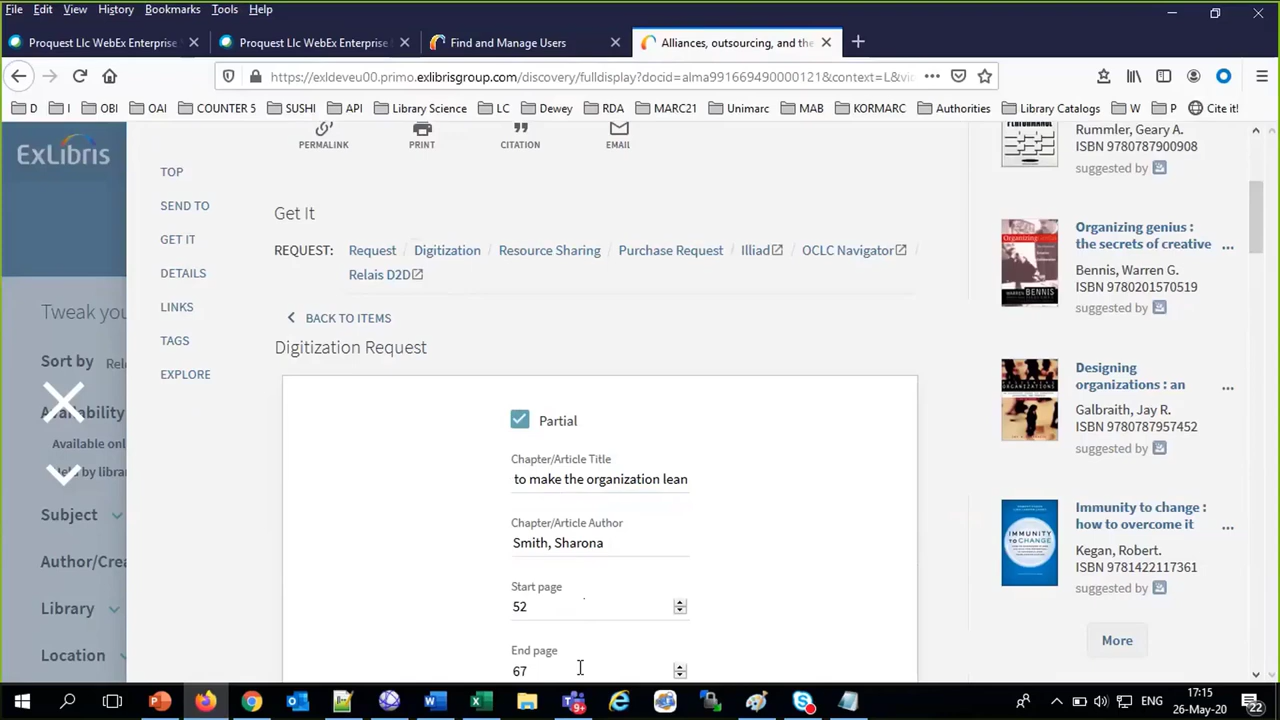 File Edit View History Bookmarks Tools Help
Proquest Llc WebEx Enterprise
Proquest Llc WebEx Enterprise
Find and Manage Users
Alliances, outsourcing, and the
https://exldeveu00.primo.exlibrisgroup.com/discovery/fulldisplay?docid=alma991669490000121&context=L&vi
D I OBI OAI COUNTER 5 SUSHI API Library Science LC Dewey RDA MARC21 Unimarc MAB KORMARC Authorities Library Catalogs W P Cite it!
ExLibris
PERMALINK PRINT CITATION EMAIL
TOP
SEND TO
GET IT
DETAILS
LINKS
TAGS
EXPLORE
Tweak you
Sort by Rele
Availability
Available onl
Held by libra
Subject
Author/Crea
Library
Location
Get It
REQUEST: Request / Digitization / Resource Sharing / Purchase Request / Illiad / OCLC Navigator /
Relais D2D
BACK TO ITEMS
Digitization Request
Partial
Chapter/Article Title
to make the organization lean
Chapter/Article Author
Smith, Sharona
Start page
52
End page
67
PERFORMANCE
Rummler, Geary A.
ISBN 9780787900908
suggested by
Organizing genius :
the secrets of creative ...
Bennis, Warren G.
ISBN 9780201570519
suggested by
Designing
organizations : an ...
Galbraith, Jay R.
ISBN 9780787957452
suggested by
Immunity to change :
how to overcome it ...
Kegan, Robert.
ISBN 9781422117361
suggested by
More
ENG
17:15
26-May-20
22